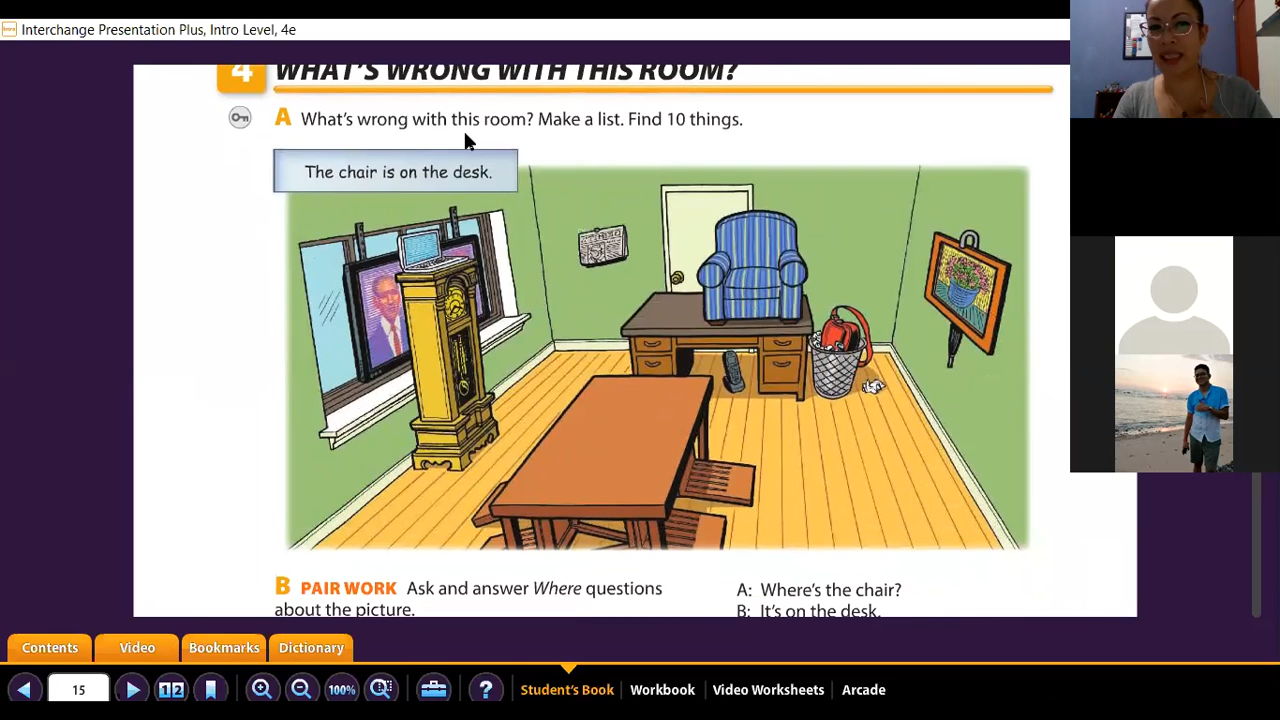 Interchange Presentation Plus, Intro Level, 4e
4 WHAT'S WRONG WITH THIS ROOM?
A What's wrong with this room? Make a list. Find 10 things.
The chair is on the desk.
B PAIR WORK Ask and answer Where questions
about the picture.
A: Where's the chair?
B: It's on the desk.
Contents
Video
Bookmarks
Dictionary
15
1 2
100%
?
Student's Book
Workbook
Video Worksheets
Arcade